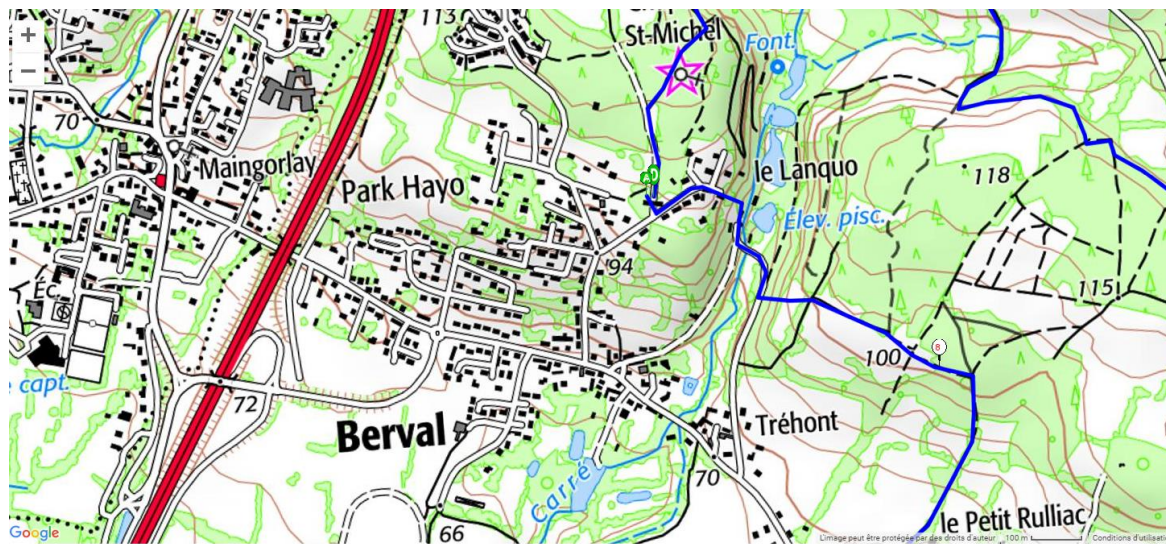 113
St-Michel
Font.
+
−
70
Maingorlay
Park Hayo
le Lanquo
118
Élev. pisc.
94
115
Éc.
8
100
e capt.
72
Berval
Tréhont
Carré
70
66
le Petit Rulliac
Google
L'image peut être protégée par des droits d'auteur
100 m
Conditions d'utilisati